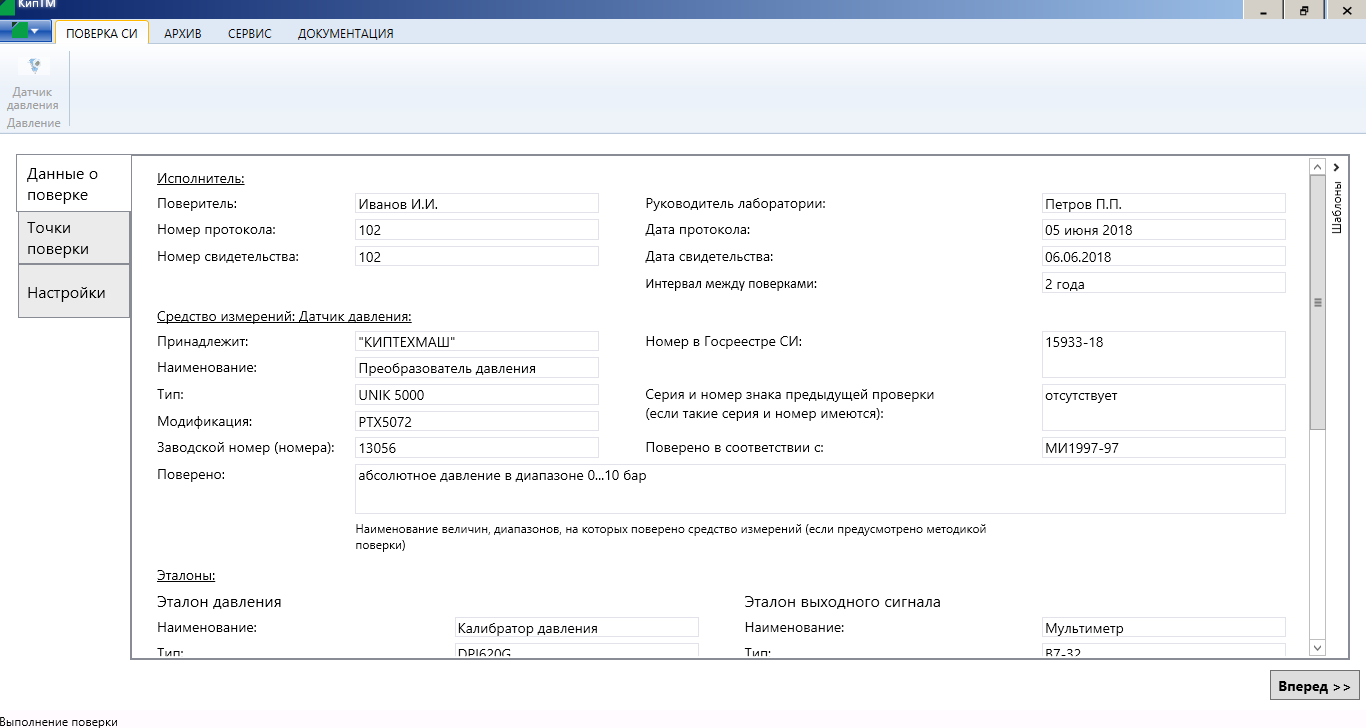 КипТМ
ПОВЕРКА СИ АРХИВ СЕРВИС ДОКУМЕНТАЦИЯ
Датчик
давления
Давление
Данные о
поверке
Точки
поверки
Настройки
Исполнитель:
Поверитель: Иванов И.И. Руководитель лаборатории: Петров П.П.
Номер протокола: 102 Дата протокола: 05 июня 2018
Номер свидетельства: 102 Дата свидетельства: 06.06.2018
Интервал между поверками: 2 года
Средство измерений: Датчик давления:
Принадлежит: "КИПТЕХМАШ" Номер в Госреестре СИ: 15933-18
Наименование: Преобразователь давления
Тип: UNIK 5000 Серия и номер знака предыдущей проверки отсутствует
(если такие серия и номер имеются):
Модификация: PTX5072
Заводской номер (номера): 13056 Поверено в соответствии с: МИ1997-97
Поверено: абсолютное давление в диапазоне 0...10 бар
Наименование величин, диапазонов, на которых поверено средство измерений (если предусмотрено методикой
поверки)
Эталоны:
Эталон давления Эталон выходного сигнала
Наименование: Калибратор давления Наименование: Мультиметр
Тип: DPI620G Тип: В7-32
Шаблоны
Вперед >>
Выполнение поверки